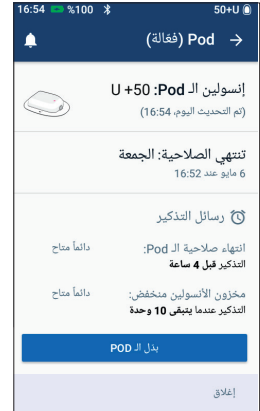 16:54 %100 50+U
Pod (فعّالة)
إنسولين الـ Pod: ‏50+ U
(تم التحديث اليوم، 16:54)
تنتهي الصلاحية: الجمعة
6 مايو عند 16:52
رسائل التذكير
انتهاء صلاحية الـ Pod: دائماً متاح
التذكير قبل 4 ساعة
مخزون الأنسولين منخفض: دائماً متاح
التذكير عندما يتبقى 10 وحدة
بدّل الـ POD
إغلاق